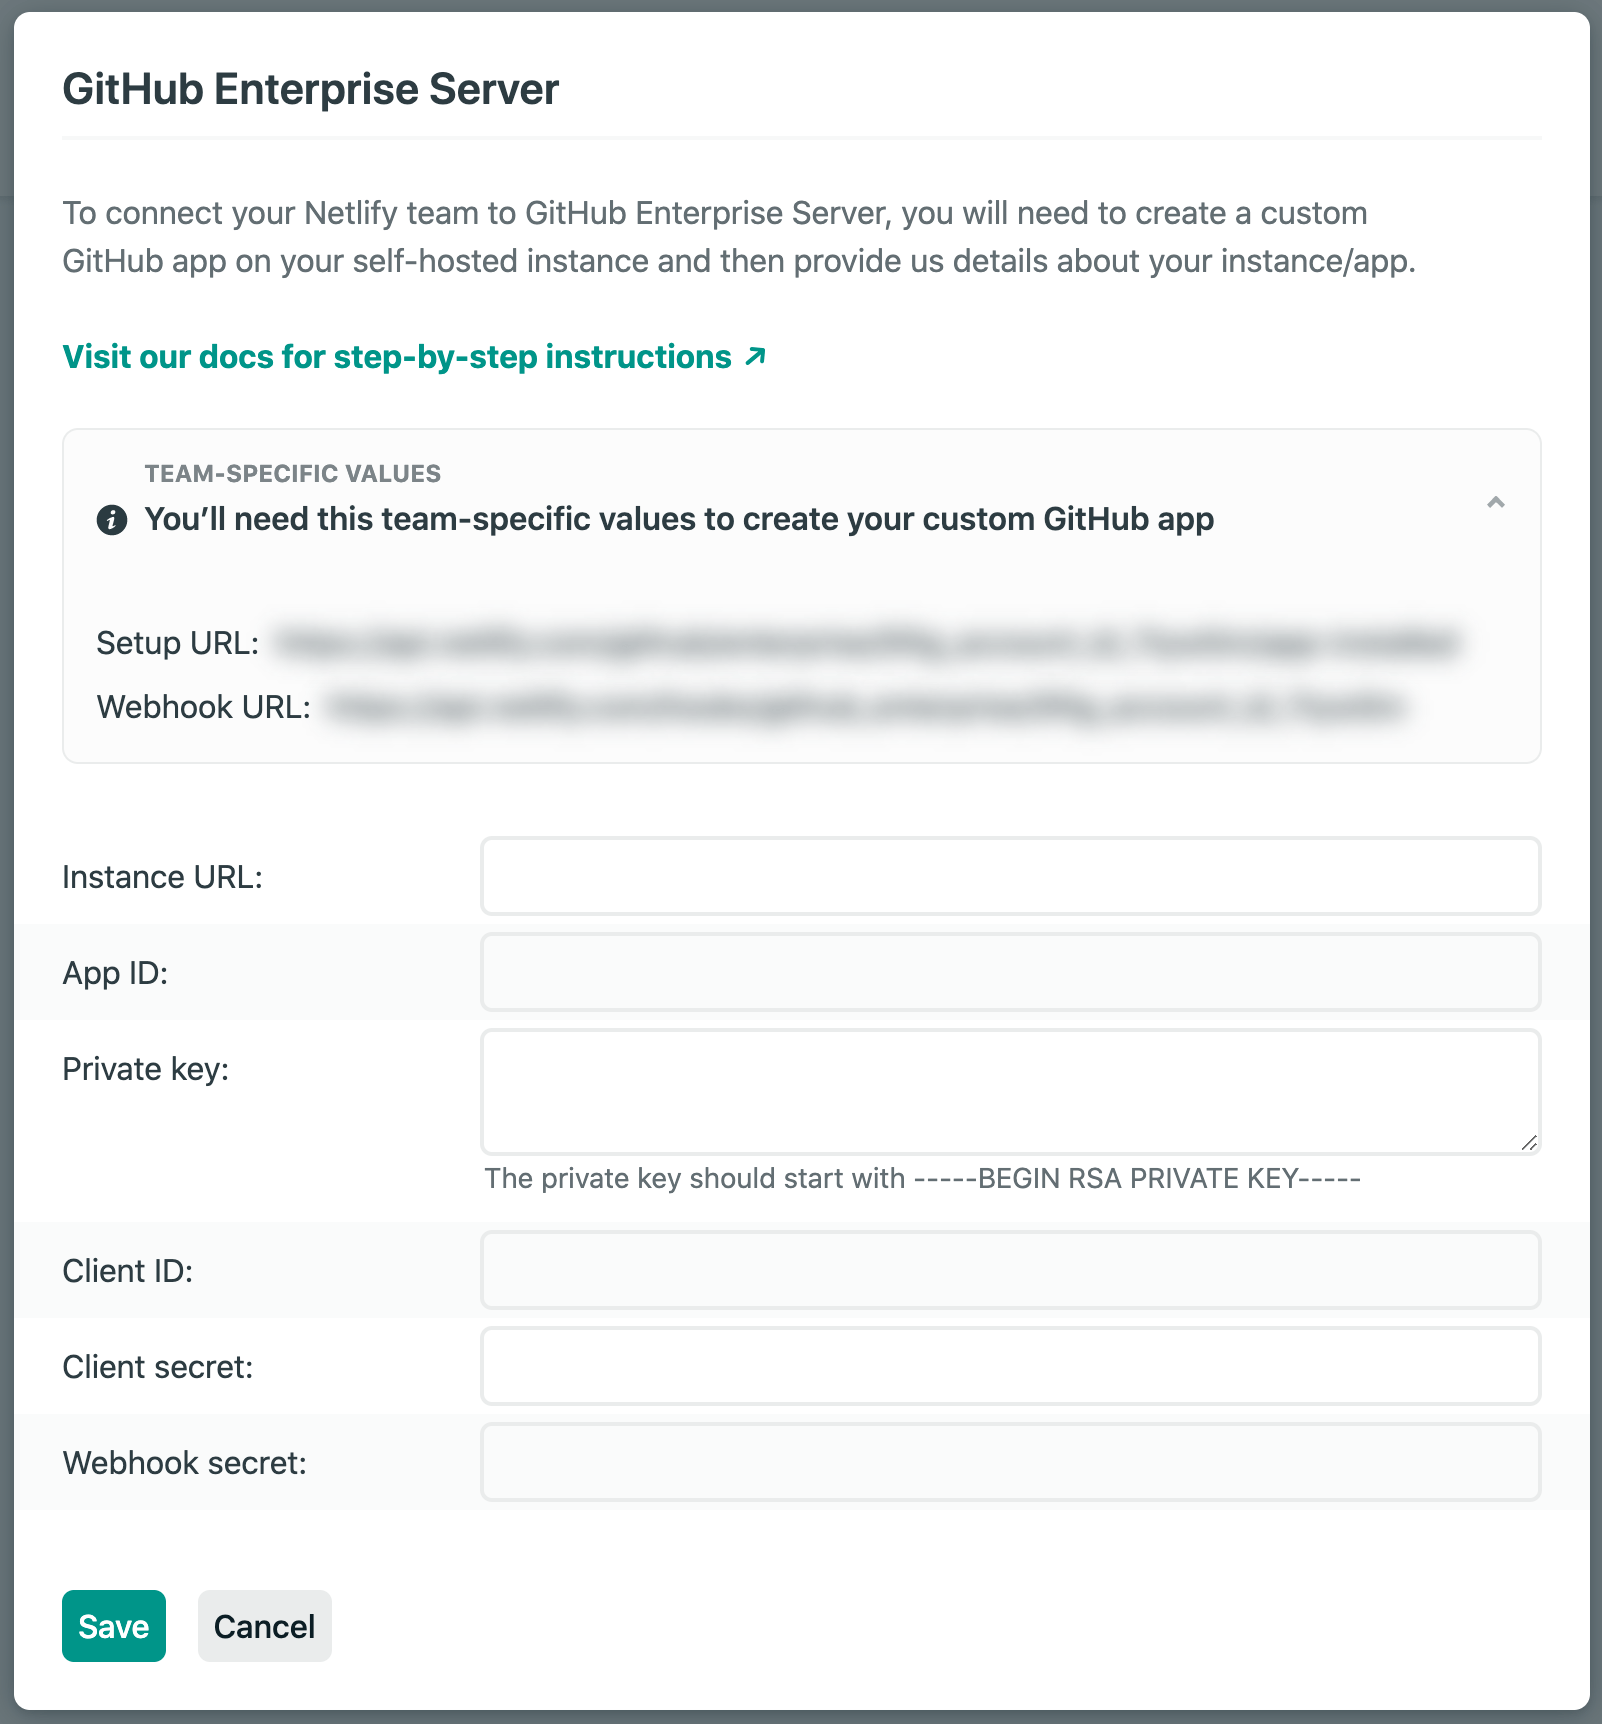 GitHub Enterprise Server
To connect your Netlify team to GitHub Enterprise Server, you will need to create a custom
GitHub app on your self-hosted instance and then provide us details about your instance/app.
Visit our docs for step-by-step instructions ↗
TEAM-SPECIFIC VALUES
You’ll need this team-specific values to create your custom GitHub app
Setup URL:
Webhook URL:
Instance URL:
App ID:
Private key:
The private key should start with -----BEGIN RSA PRIVATE KEY-----
Client ID:
Client secret:
Webhook secret:
Save Cancel